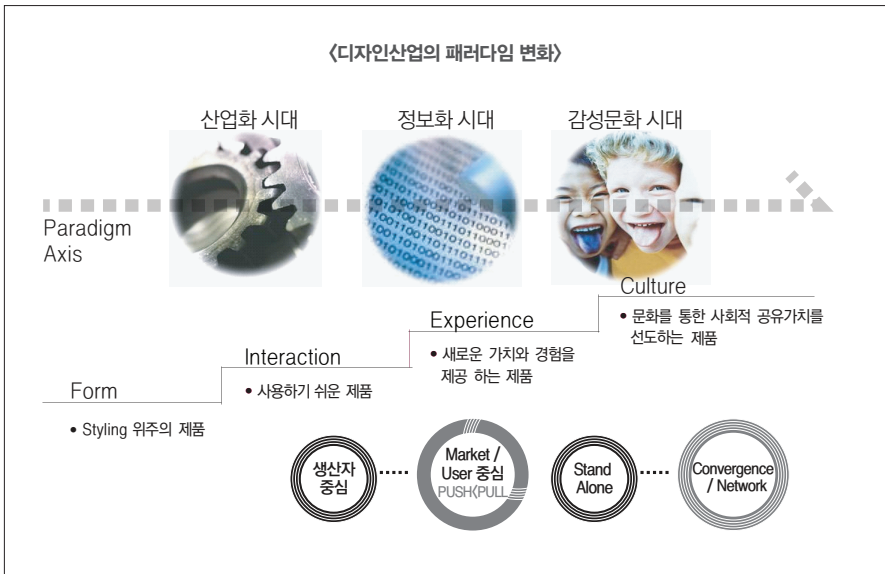 〈디자인산업의 패러다임 변화〉
산업화 시대
정보화 시대
감성문화 시대
Paradigm
Axis
Culture
• 문화를 통한 사회적 공유가치를
선도하는 제품
Experience
• 새로운 가치와 경험을
제공 하는 제품
Interaction
• 사용하기 쉬운 제품
Form
• Styling 위주의 제품
생산자
중심
Market /
User 중심
PUSH〈PULL
Stand
Alone
Convergence
/ Network